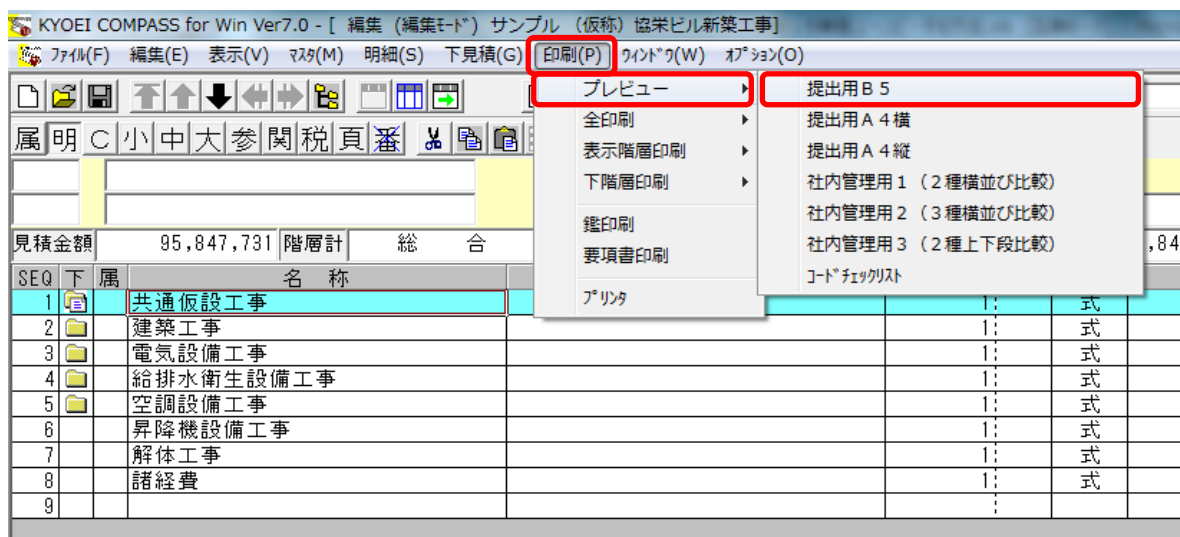 KYOEI COMPASS for Win Ver7.0 - [ 編集 (編集ﾓｰﾄﾞ) サンプル （仮称）協栄ビル新築工事]
ﾌｧｲﾙ(F) 編集(E) 表示(V) ﾏｽﾀ(M) 明細(S) 下見積(G) 印刷(P) ｳｨﾝﾄﾞｳ(W) ｵﾌﾟｼｮﾝ(O)
プレビュー
全印刷
表示階層印刷
下階層印刷
鑑印刷
要項書印刷
ﾌﾟﾘﾝﾀ
提出用Ｂ５
提出用Ａ４横
提出用Ａ４縦
社内管理用１（２種横並び比較）
社内管理用２（３種横並び比較）
社内管理用３（２種上下段比較）
ｺｰﾄﾞﾁｪｯｸﾘｽﾄ
属 明 C 小 中 大 参 関 税 頁 番
見積金額 95,847,731 階層計 総 合 ,84
SEQ 下 属 名 称
1 共通仮設工事 1 式
2 建築工事 1 式
3 電気設備工事 1 式
4 給排水衛生設備工事 1 式
5 空調設備工事 1 式
6 昇降機設備工事 1 式
7 解体工事 1 式
8 諸経費 1 式
9